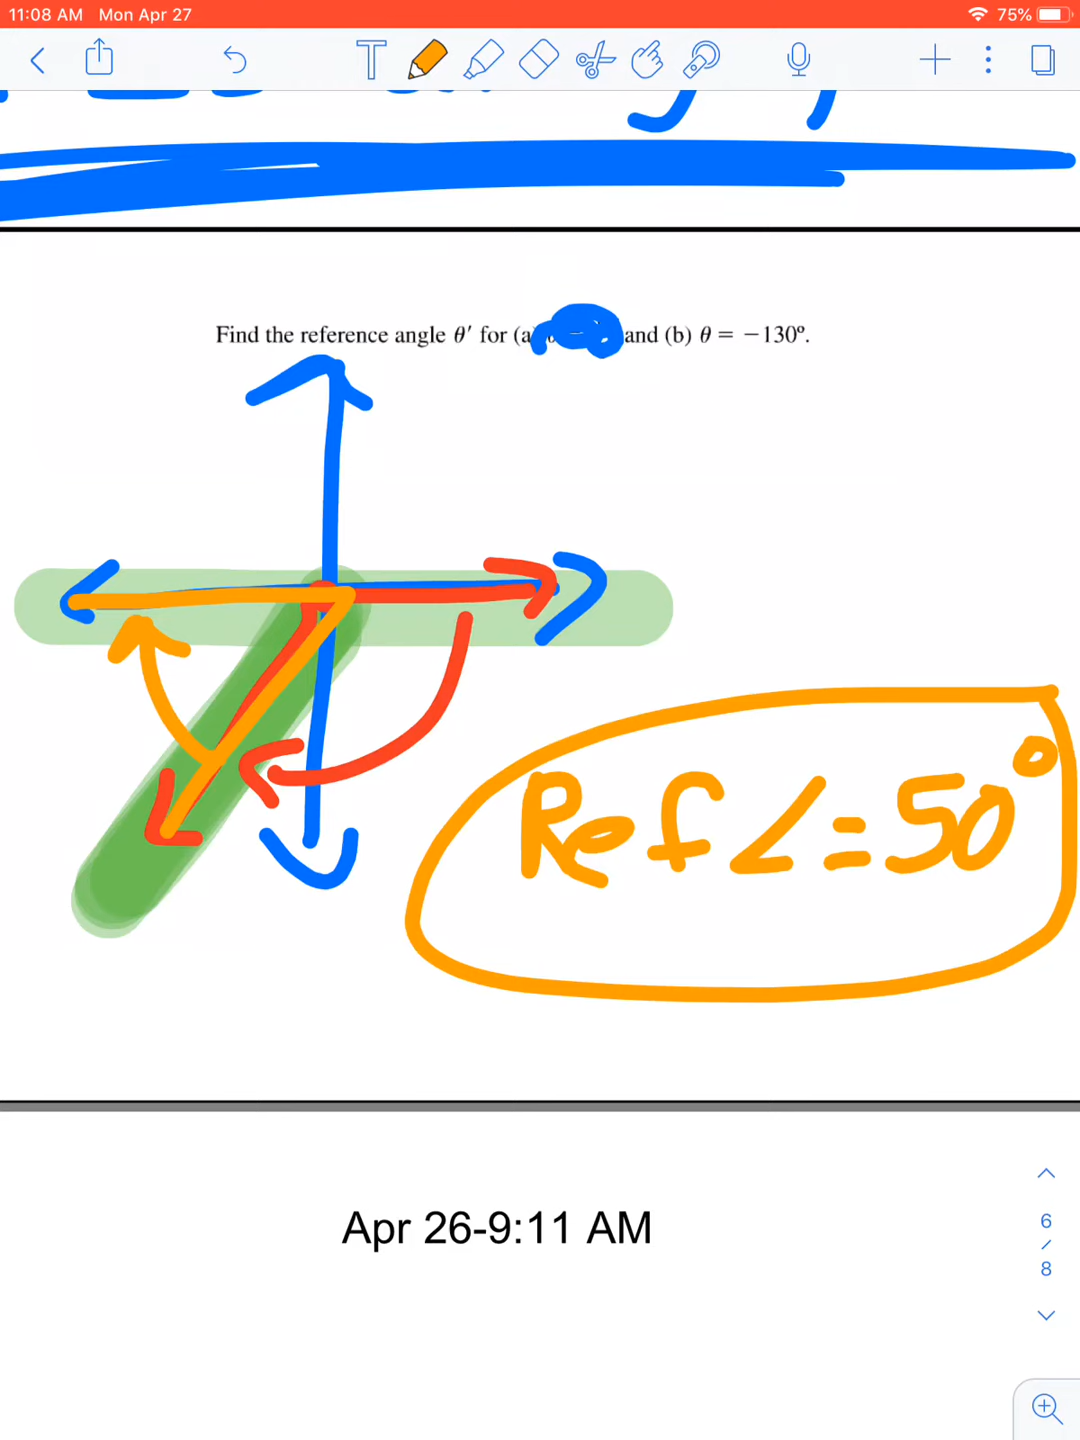 11:08 AM Mon Apr 27 75%
Find the reference angle θ′ for (a and (b) θ = −130º.
Ref ∠ = 50°
Apr 26-9:11 AM
6
/
8